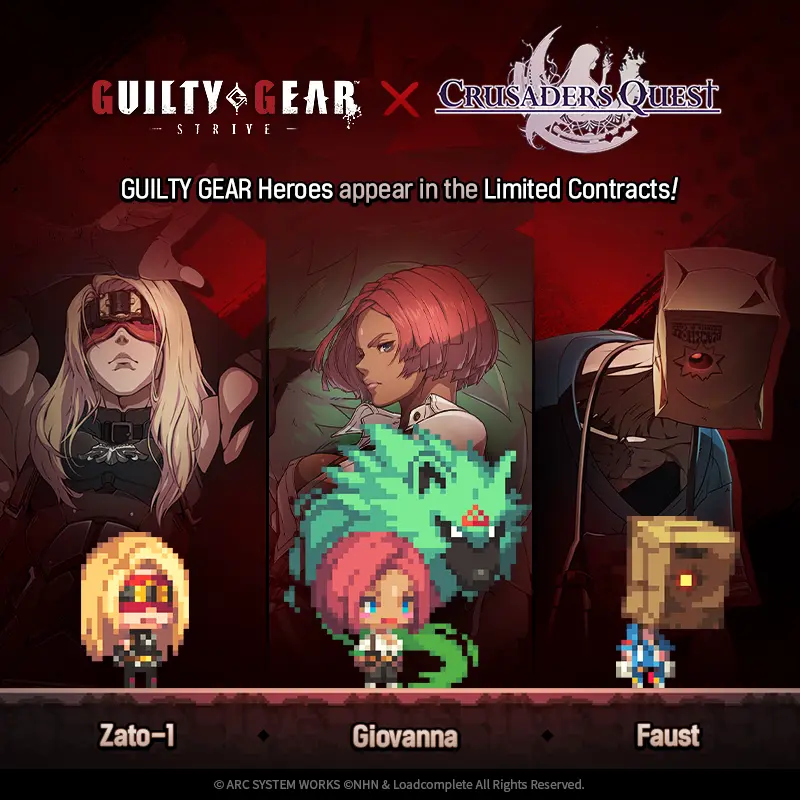 GUILTY GEAR™ × CRUSADERS QUEST
STRIVE
GUILTY GEAR Heroes appear in the Limited Contracts!
Zato-1 ◆ Giovanna ◆ Faust
© ARC SYSTEM WORKS ©NHN & Loadcomplete All Rights Reserved.